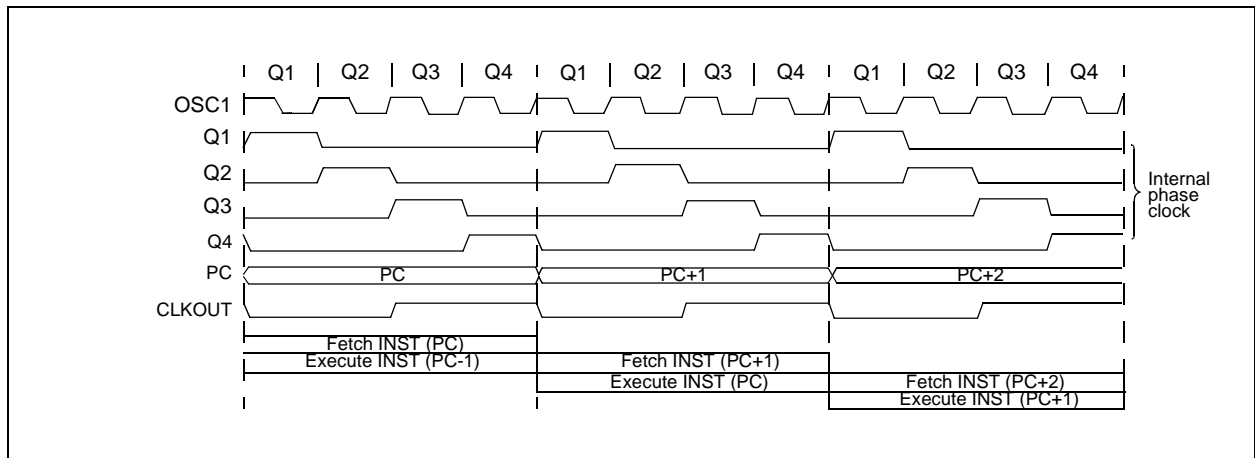 Q1 | Q2 | Q3 | Q4 | Q1 | Q2 | Q3 | Q4 | Q1 | Q2 | Q3 | Q4
OSC1
Q1
Q2
Q3
Q4
Internal
phase
clock
PC PC PC+1 PC+2
CLKOUT
Fetch INST (PC)
Execute INST (PC-1) Fetch INST (PC+1)
Execute INST (PC) Fetch INST (PC+2)
Execute INST (PC+1)